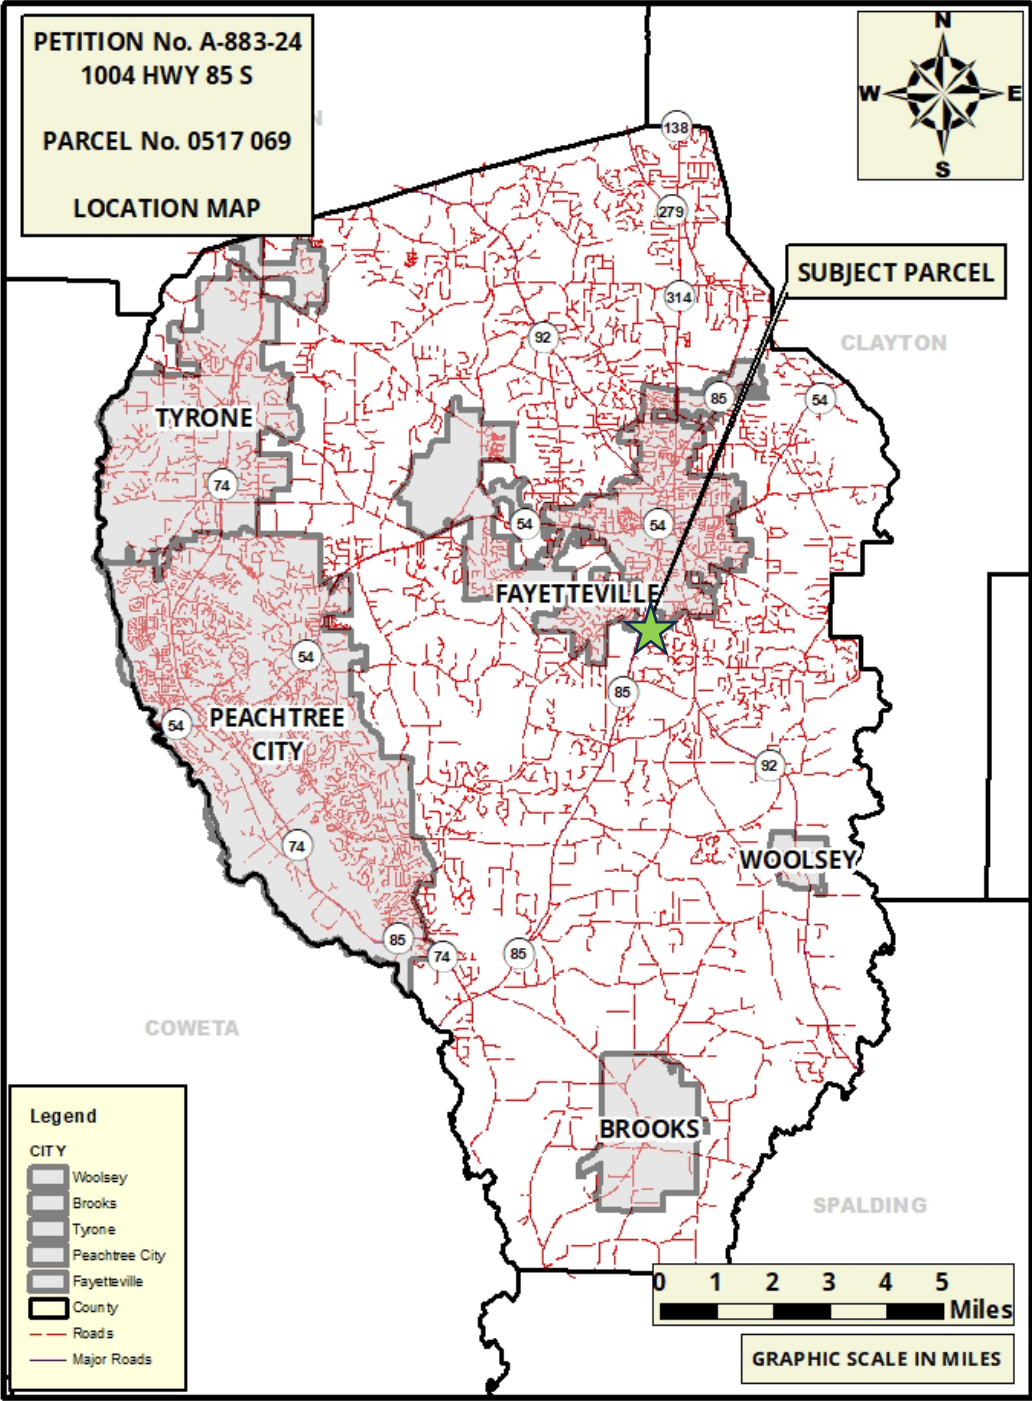 PETITION No. A-883-24
1004 HWY 85 S
PARCEL No. 0517 069
LOCATION MAP
N
W
E
S
N
138
279
SUBJECT PARCEL
314
92
CLAYTON
85
54
TYRONE
74
54
54
FAYETTEVILLE
54
85
54
PEACHTREE
CITY
92
74
WOOLSEY
85
74
85
COWETA
BROOKS
SPALDING
Legend
CITY
Woolsey
Brooks
Tyrone
Peachtree City
Fayetteville
County
Roads
Major Roads
0 1 2 3 4 5
Miles
GRAPHIC SCALE IN MILES